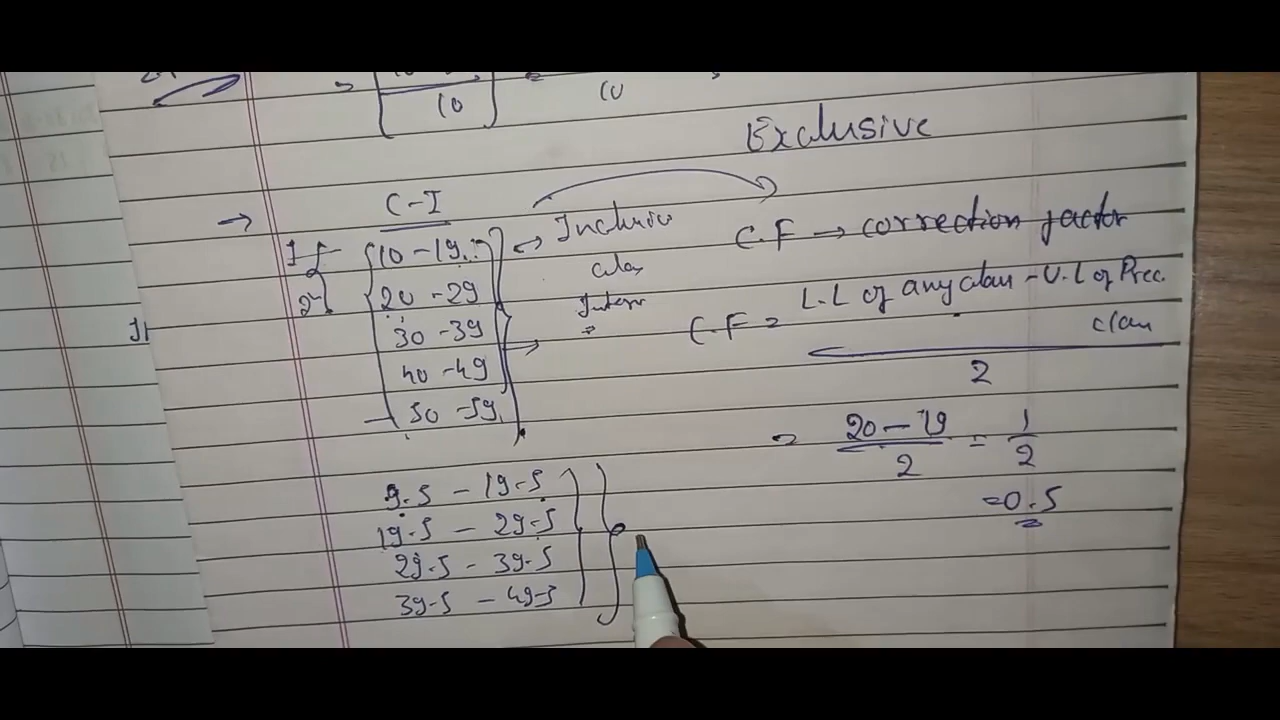 10
10
Exclusive
C-I
Inclusiv
C.F → correction factor
10-19
20-29
30-39
40-49
50-59
class
L.L of any class - U.L of Prec. class
C.F =
2
= 20-19 / 2 = 1/2
=0.5
9.5 - 19.5
19.5 - 29.5
29.5 - 39.5
39.5 - 49.5